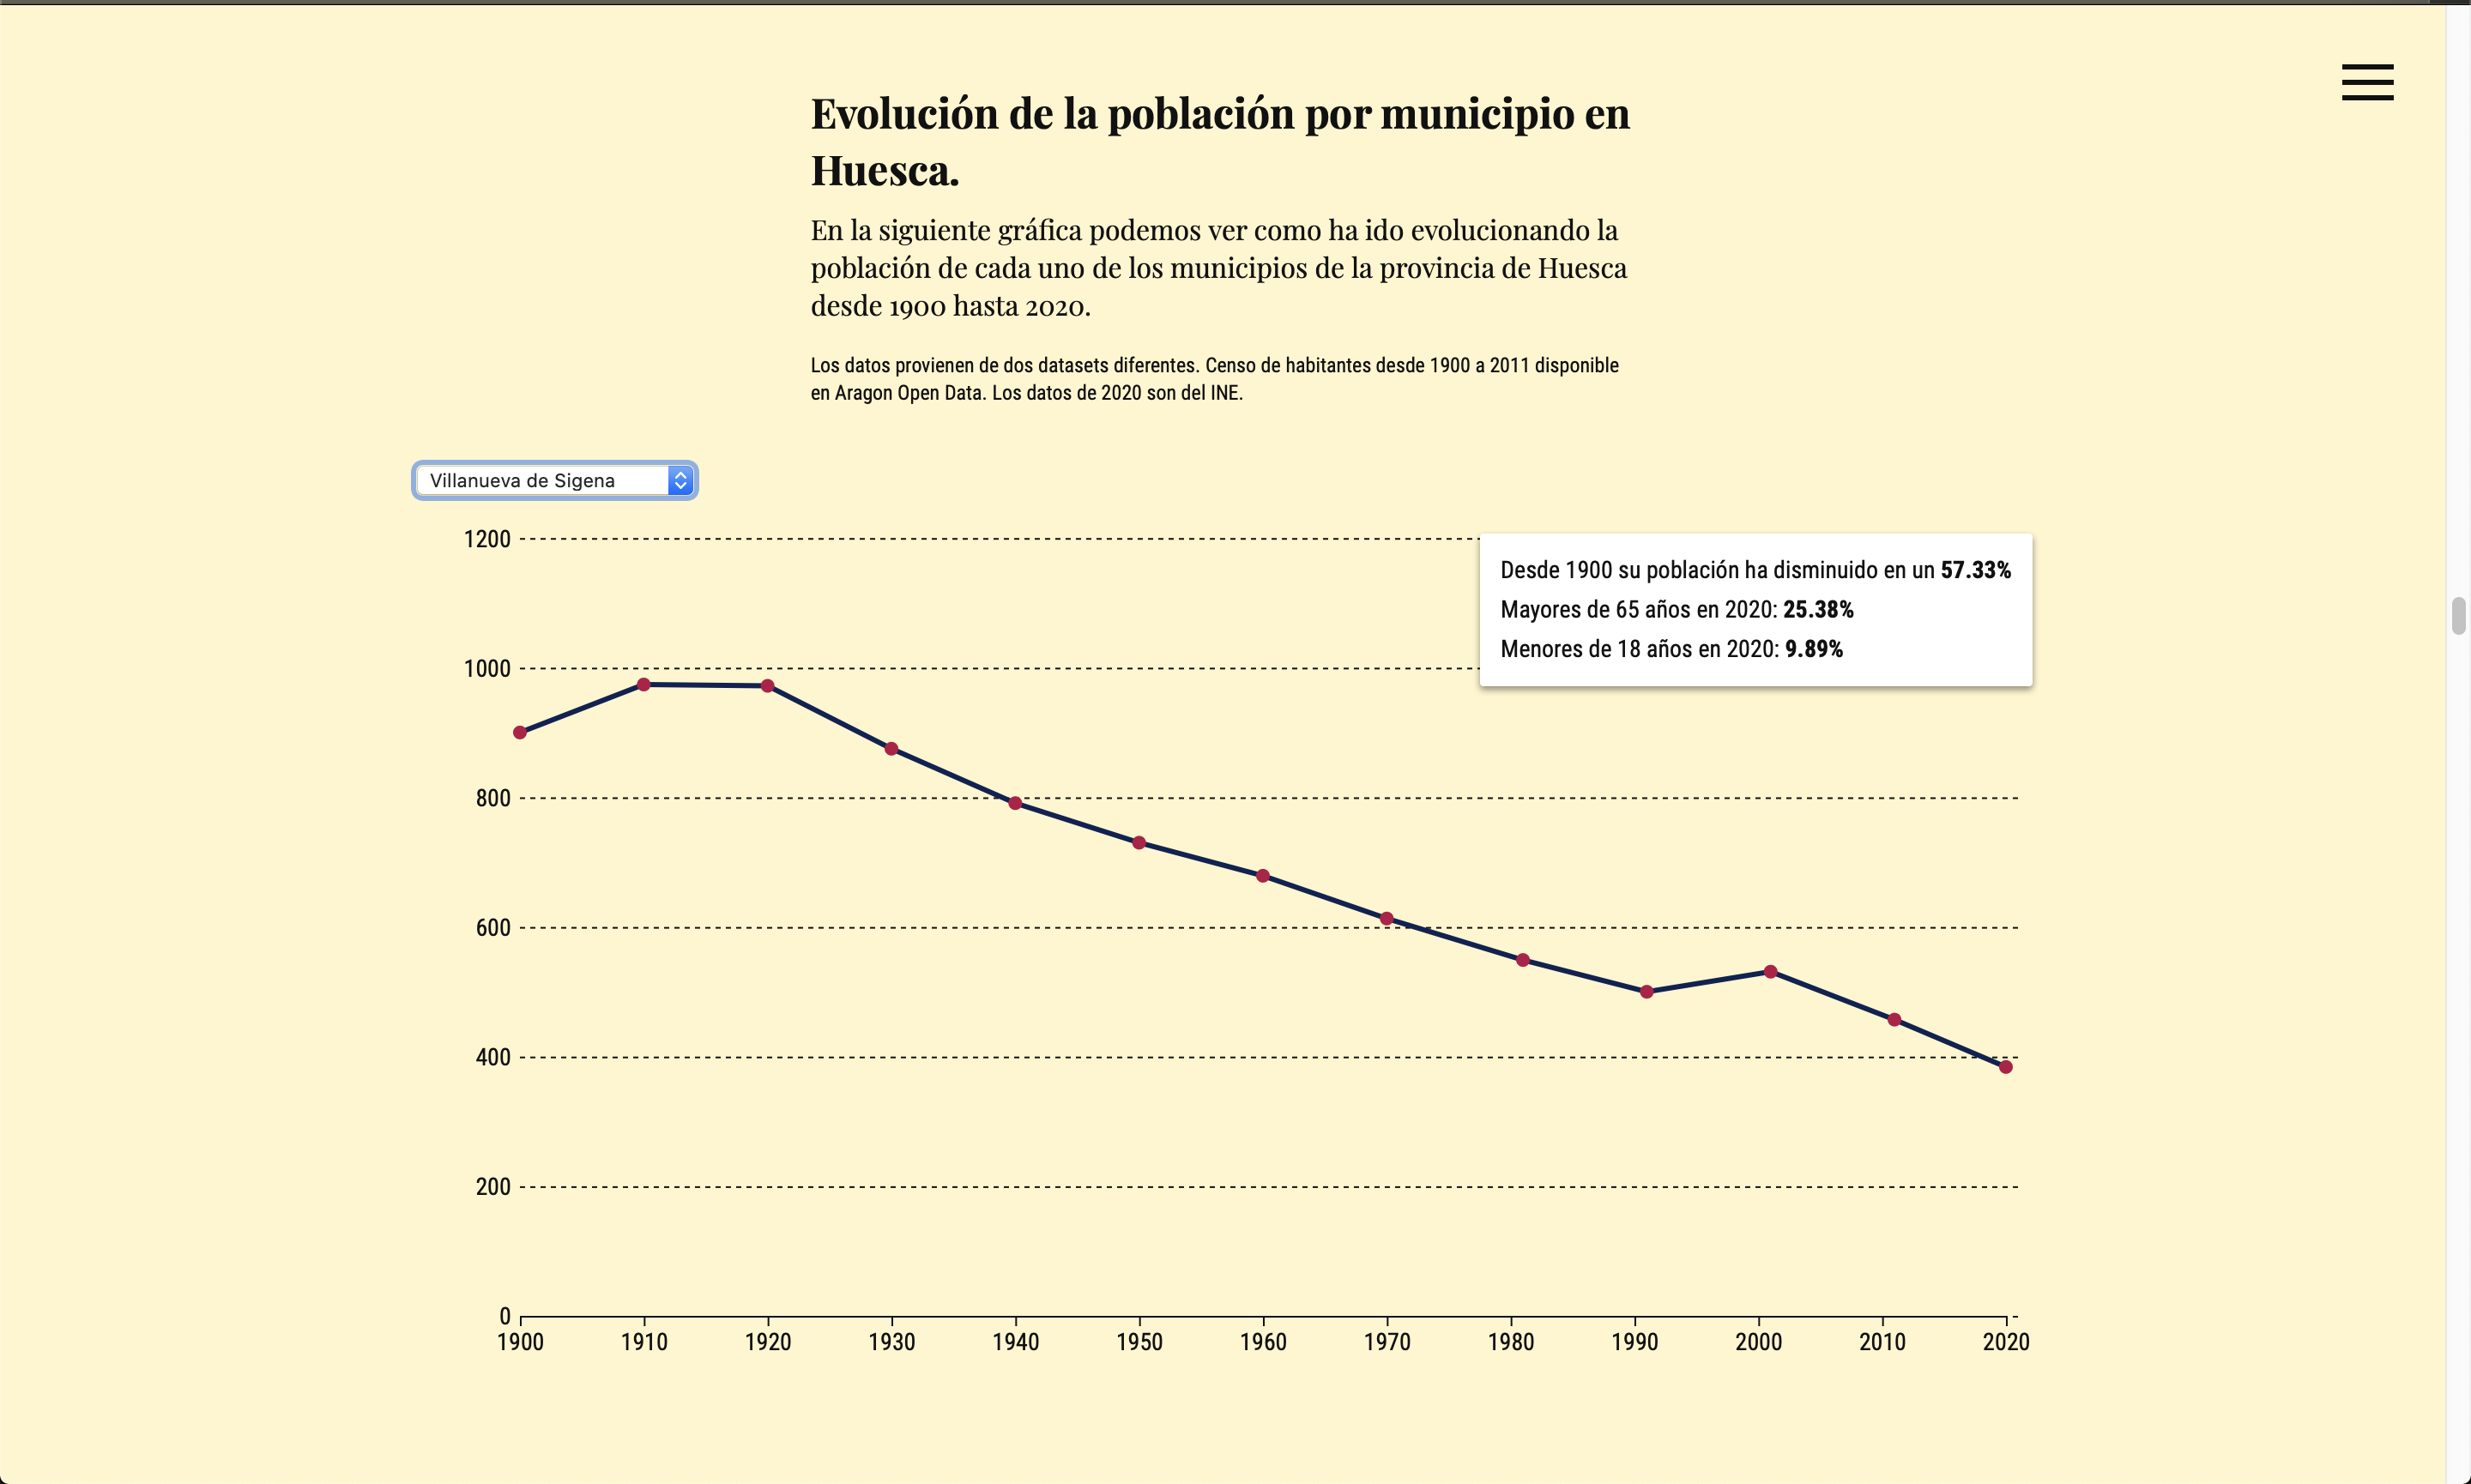 Evolución de la población por municipio en
Huesca.
En la siguiente gráfica podemos ver como ha ido evolucionando la
población de cada uno de los municipios de la provincia de Huesca
desde 1900 hasta 2020.
Los datos provienen de dos datasets diferentes. Censo de habitantes desde 1900 a 2011 disponible
en Aragon Open Data. Los datos de 2020 son del INE.
Villanueva de Sigena
1200
Desde 1900 su población ha disminuido en un 57.33%
Mayores de 65 años en 2020: 25.38%
Menores de 18 años en 2020: 9.89%
1000
800
600
400
200
0
1900 1910 1920 1930 1940 1950 1960 1970 1980 1990 2000 2010 2020